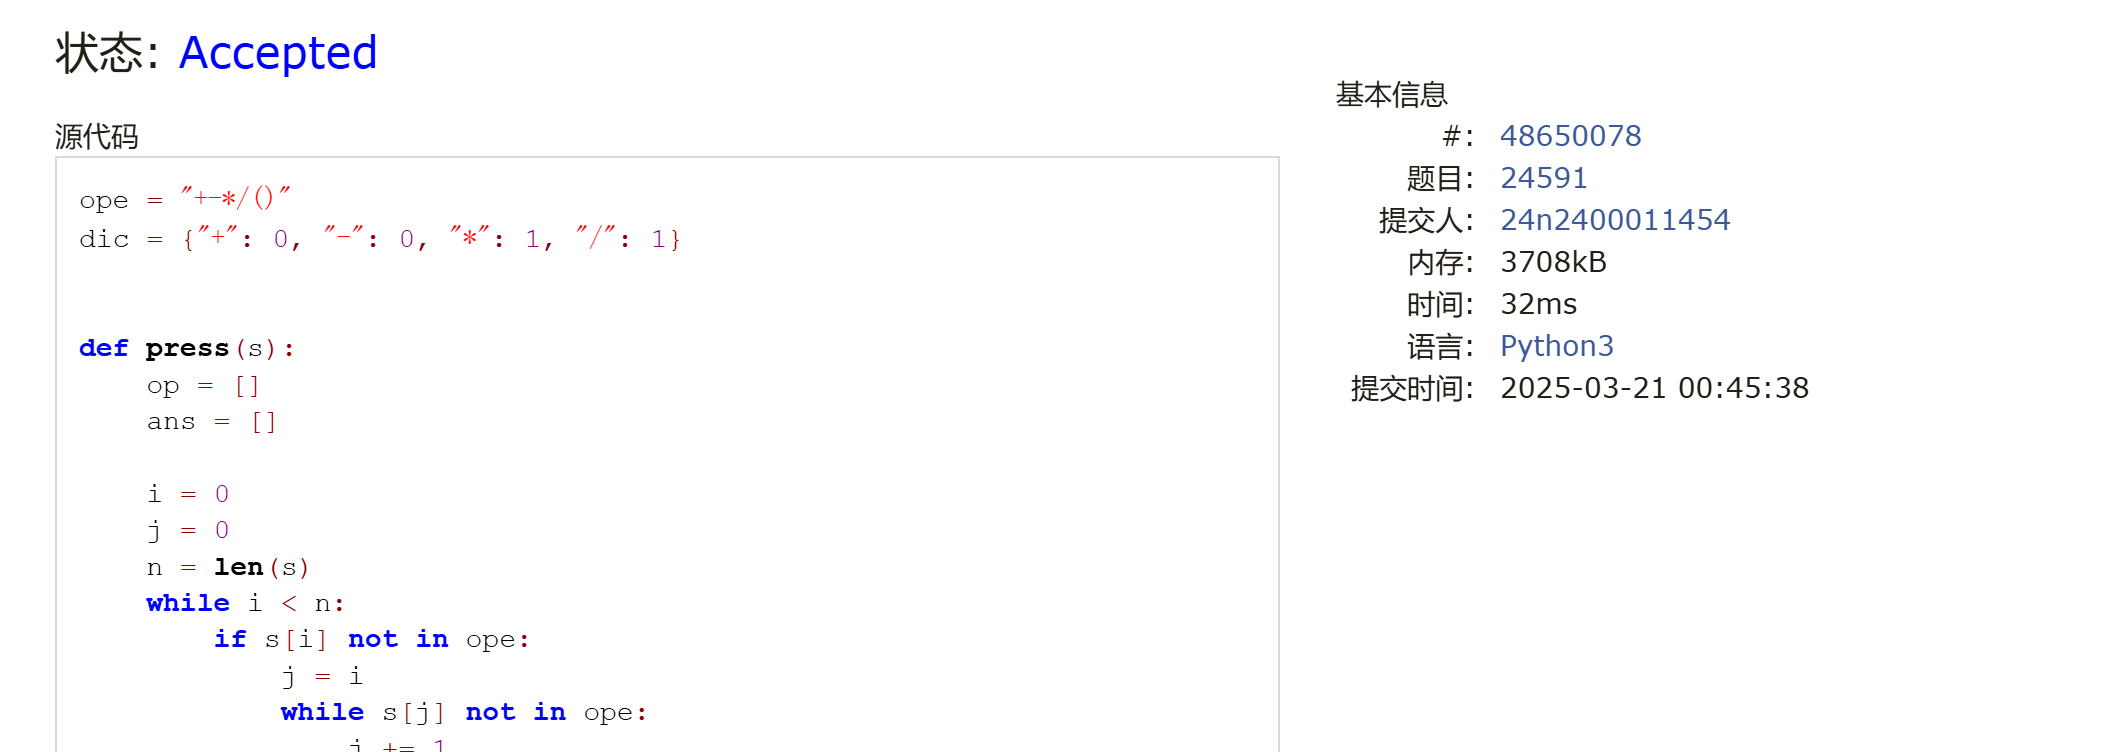 状态: Accepted
源代码
ope = "+-*/()"
dic = {"+": 0, "-": 0, "*": 1, "/": 1}
def press(s):
    op = []
    ans = []
    i = 0
    j = 0
    n = len(s)
    while i < n:
        if s[i] not in ope:
            j = i
            while s[j] not in ope:
                j += 1
基本信息
#: 48650078
题目: 24591
提交人: 24n2400011454
内存: 3708kB
时间: 32ms
语言: Python3
提交时间: 2025-03-21 00:45:38